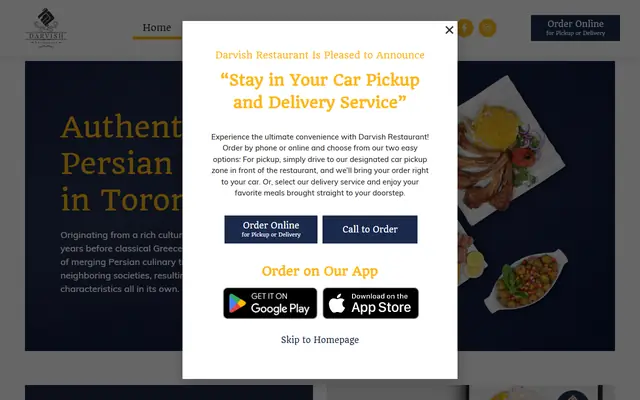 DARVISH
Home
Order Online
for Pickup or Delivery
Darvish Restaurant Is Pleased to Announce
“Stay in Your Car Pickup
and Delivery Service”
Experience the ultimate convenience with Darvish Restaurant!
Order by phone or online and choose from our two easy
options: For pickup, simply drive to our designated car pickup
zone in front of the restaurant, and we'll bring your order right
to your car. Or, select our delivery service and enjoy your
favorite meals brought straight to your doorstep.
Order Online
for Pickup or Delivery
Call to Order
Order on Our App
GET IT ON
Google Play
Download on the
App Store
Skip to Homepage
Authent
Persian
in Toron
Originating from a rich cultu
years before classical Greece
of merging Persian culinary t
neighboring societies, resultin
characteristics all in its own.